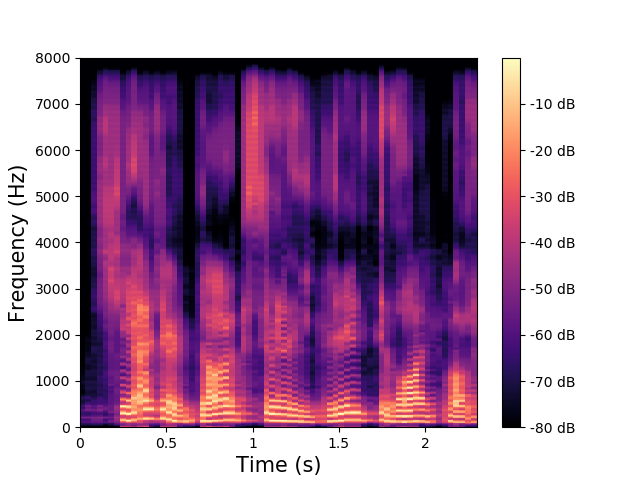 8000
7000
6000
5000
4000
3000
2000
1000
0
Frequency (Hz)
0
0.5
1
1.5
2
Time (s)
-10 dB
-20 dB
-30 dB
-40 dB
-50 dB
-60 dB
-70 dB
-80 dB